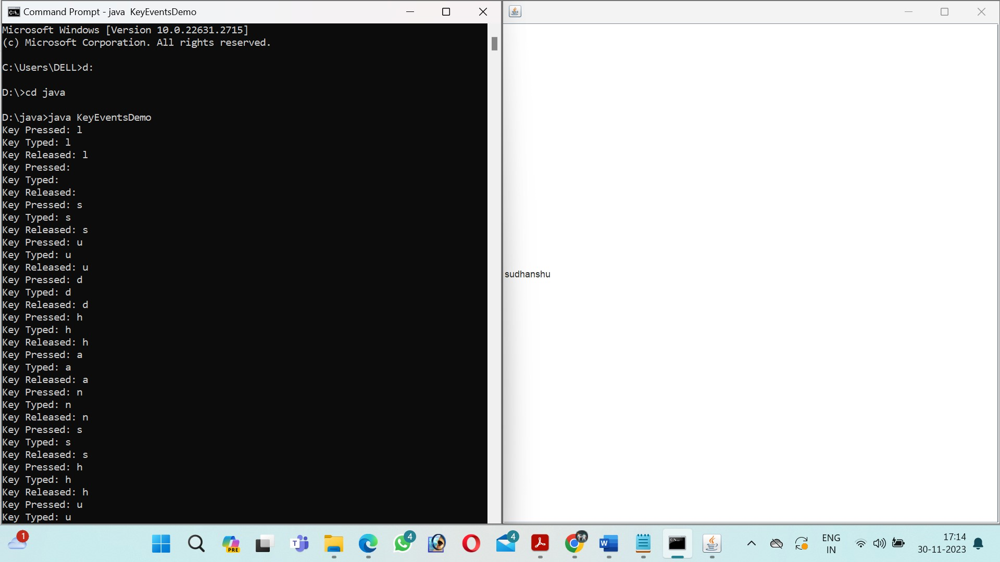 Command Prompt - java  KeyEventsDemo
Microsoft Windows [Version 10.0.22631.2715]
(c) Microsoft Corporation. All rights reserved.
C:\Users\DELL>d:
D:\>cd java
D:\java>java KeyEventsDemo
Key Pressed: l
Key Typed: l
Key Released: l
Key Pressed:
Key Typed:
Key Released:
Key Pressed: s
Key Typed: s
Key Released: s
Key Pressed: u
Key Typed: u
Key Released: u
Key Pressed: d
Key Typed: d
Key Released: d
Key Pressed: h
Key Typed: h
Key Released: h
Key Pressed: a
Key Typed: a
Key Released: a
Key Pressed: n
Key Typed: n
Key Released: n
Key Pressed: s
Key Typed: s
Key Released: s
Key Pressed: h
Key Typed: h
Key Released: h
Key Pressed: u
Key Typed: u
sudhanshu
1
PRE
T
4
4
W
ENG
IN
17:14
30-11-2023